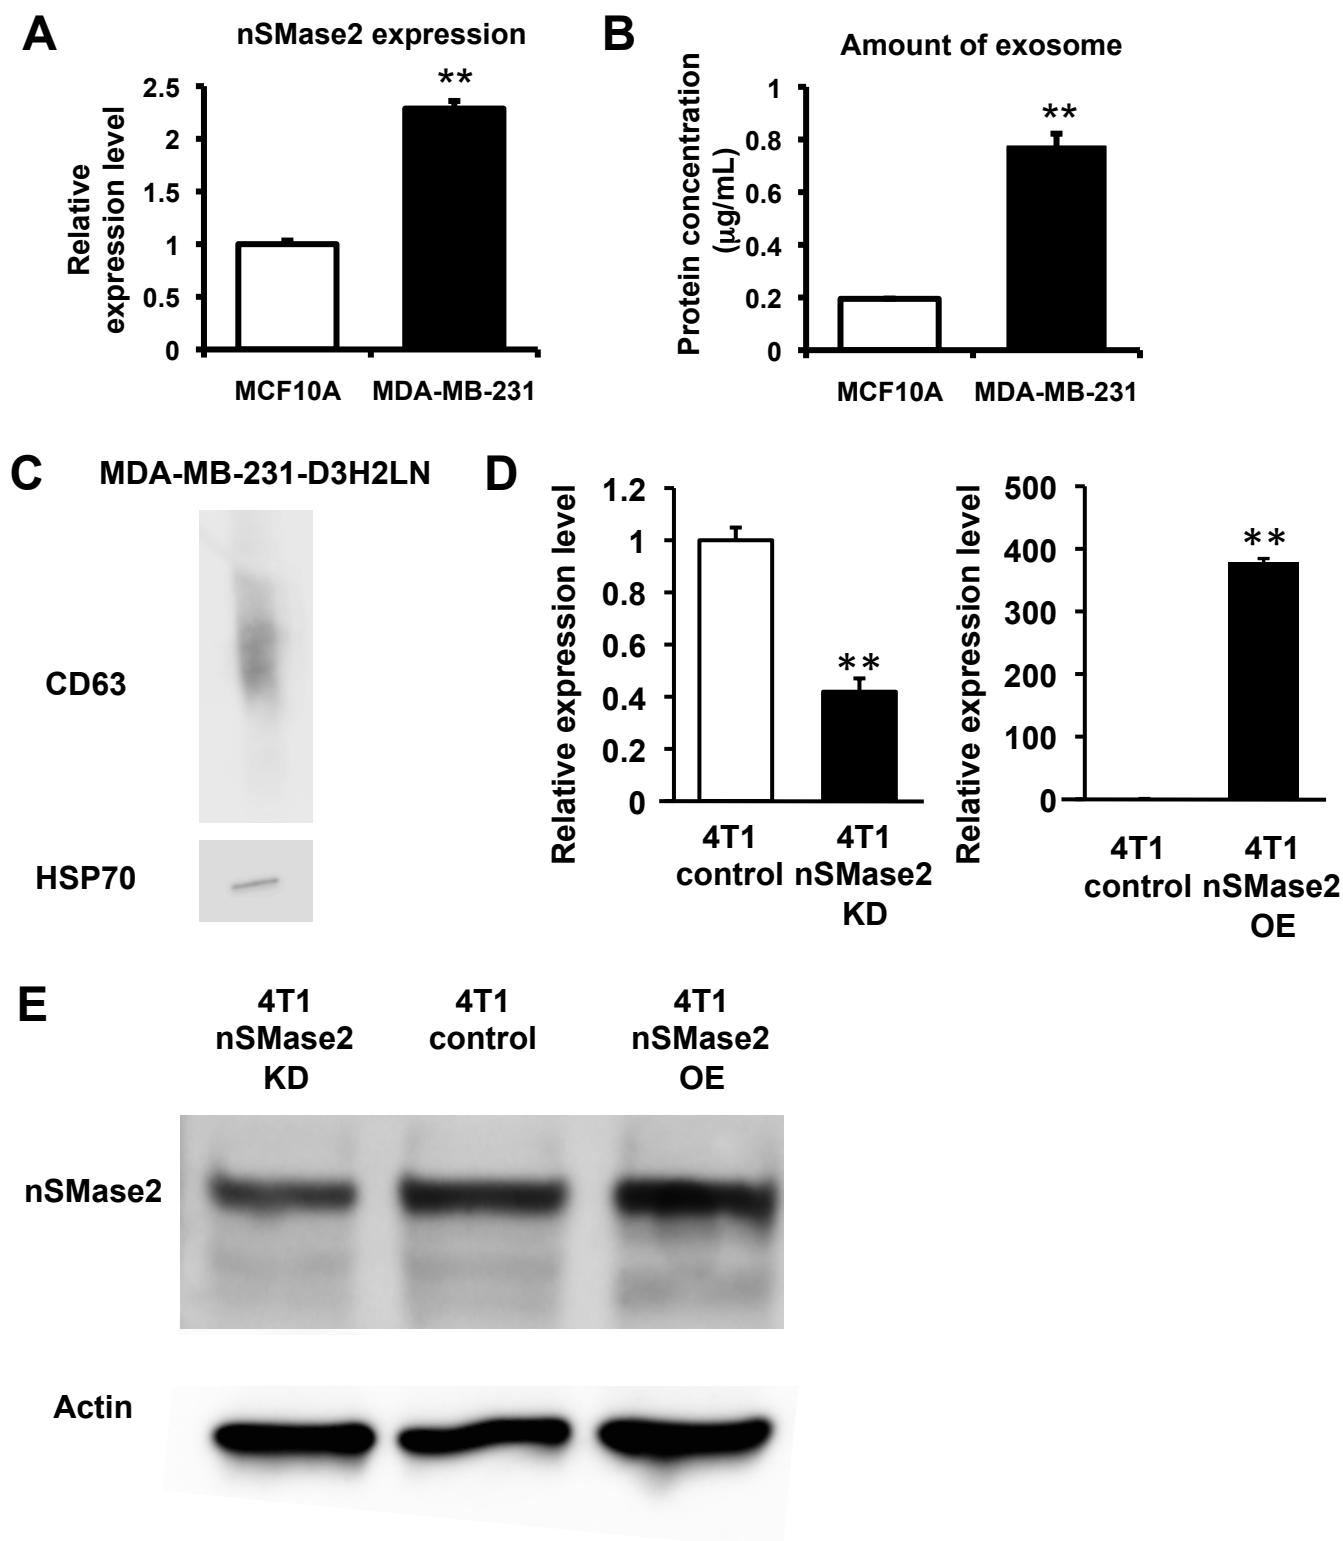 A
nSMase2 expression
Relative
expression level
2.5
2
1.5
1
0.5
0
**
MCF10A
MDA-MB-231
B
Amount of exosome
Protein concentration
(μg/mL)
1
0.8
0.6
0.4
0.2
0
**
MCF10A
MDA-MB-231
C
MDA-MB-231-D3H2LN
CD63
HSP70
D
Relative expression level
1.2
1
0.8
0.6
0.4
0.2
0
**
4T1
control
4T1
nSMase2
KD
Relative expression level
500
400
300
200
100
0
**
4T1
control
4T1
nSMase2
OE
E
4T1
nSMase2
KD
4T1
control
4T1
nSMase2
OE
nSMase2
Actin